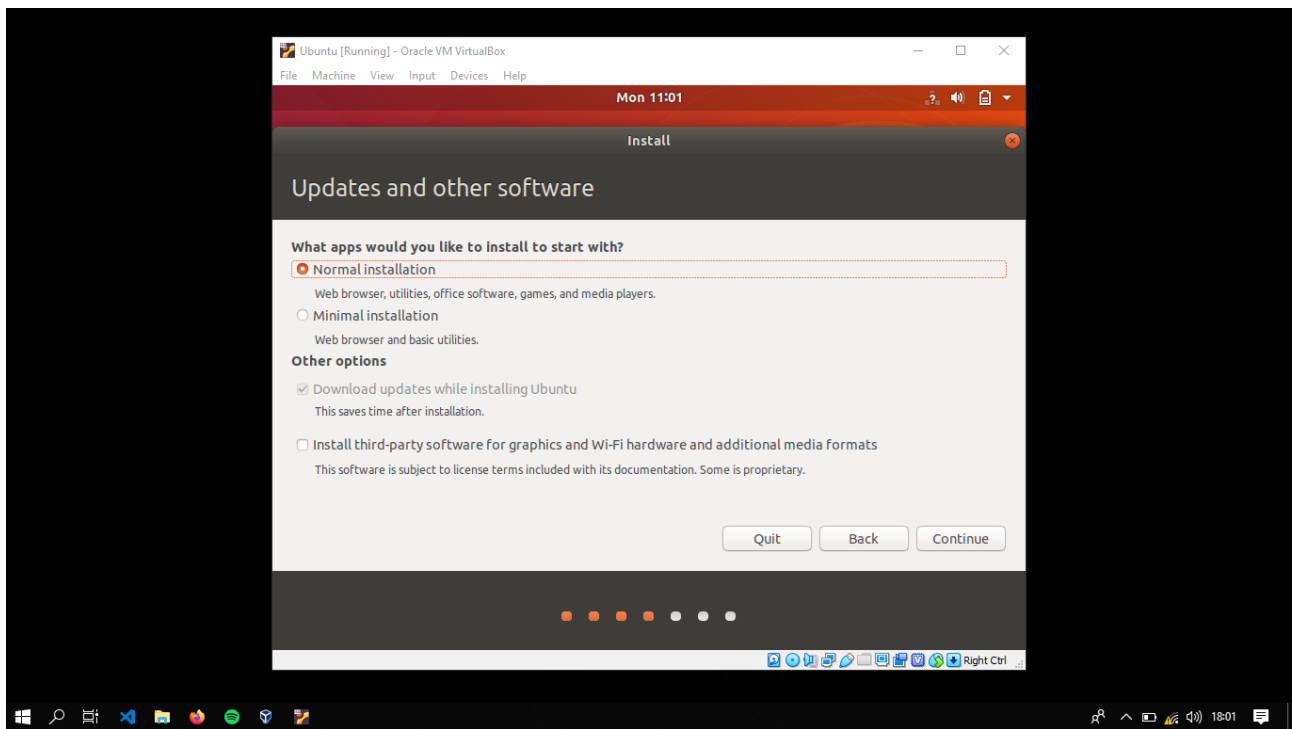 Ubuntu [Running] - Oracle VM VirtualBox
File Machine View Input Devices Help
Mon 11:01
Install
Updates and other software
What apps would you like to install to start with?
Normal installation
Web browser, utilities, office software, games, and media players.
Minimal installation
Web browser and basic utilities.
Other options
Download updates while installing Ubuntu
This saves time after installation.
Install third-party software for graphics and Wi-Fi hardware and additional media formats
This software is subject to license terms included with its documentation. Some is proprietary.
Quit Back Continue
Right Ctrl
18:01